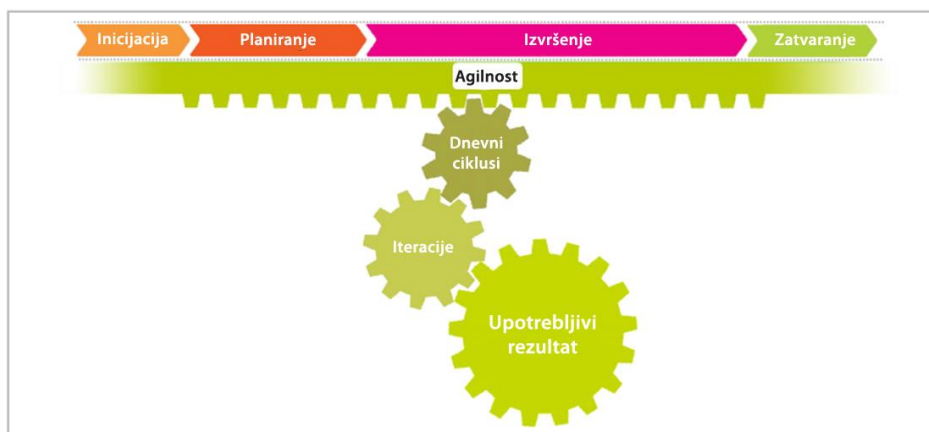 Inicijacija
Planiranje
Izvršenje
Zatvaranje
Agilnost
Dnevni
ciklusi
Iteracije
Upotrebljivi
rezultat